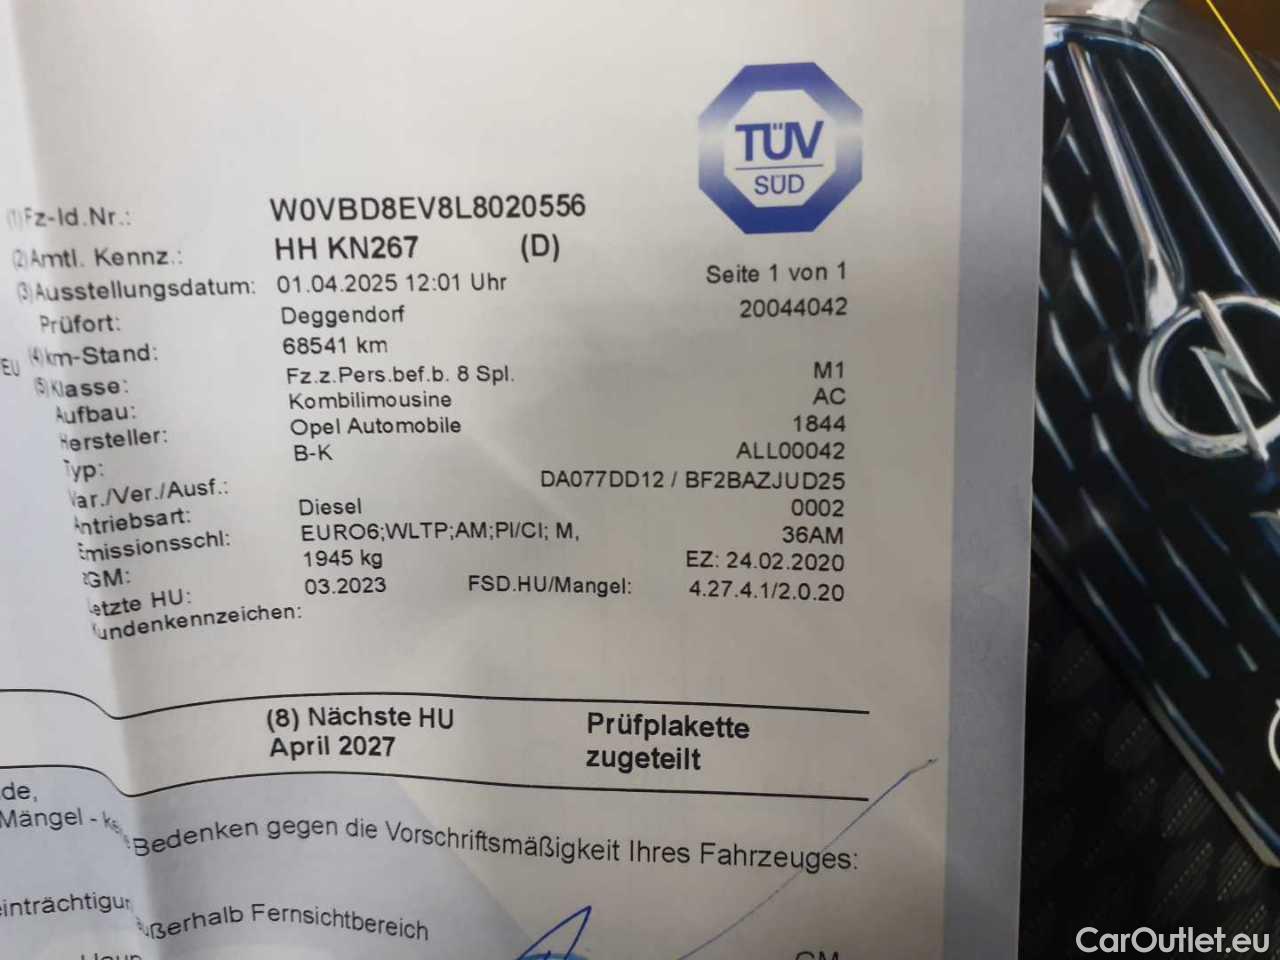 TÜV
SÜD
(1) Fz-Id.Nr.: W0VBD8EV8L8020556
(2) Amtl. Kennz.: HH KN267 (D)
(3) Ausstellungsdatum: 01.04.2025 12:01 Uhr Seite 1 von 1
Prüfort: Deggendorf 20044042
(4) km-Stand: 68541 km
(5) Klasse: Fz.z.Pers.bef.b. 8 Spl. M1
Aufbau: Kombilimousine AC
Hersteller: Opel Automobile 1844
Typ: B-K ALL00042
Var./Ver./Ausf.: DA077DD12 / BF2BAZJUD25
Antriebsart: Diesel 0002
Emissionsschl: EURO6;WLTP;AM;PI/CI; M, 36AM
GM: 1945 kg EZ: 24.02.2020
Letzte HU: 03.2023 FSD.HU/Mangel: 4.27.4.1/2.0.20
Kundenkennzeichen:
EU
(8) Nächste HU Prüfplakette
April 2027 zugeteilt
de,
Mängel -
Bedenken gegen die Vorschriftsmäßigkeit Ihres Fahrzeuges:
einträchtigur
außerhalb Fernsichtbereich
CarOutlet.eu